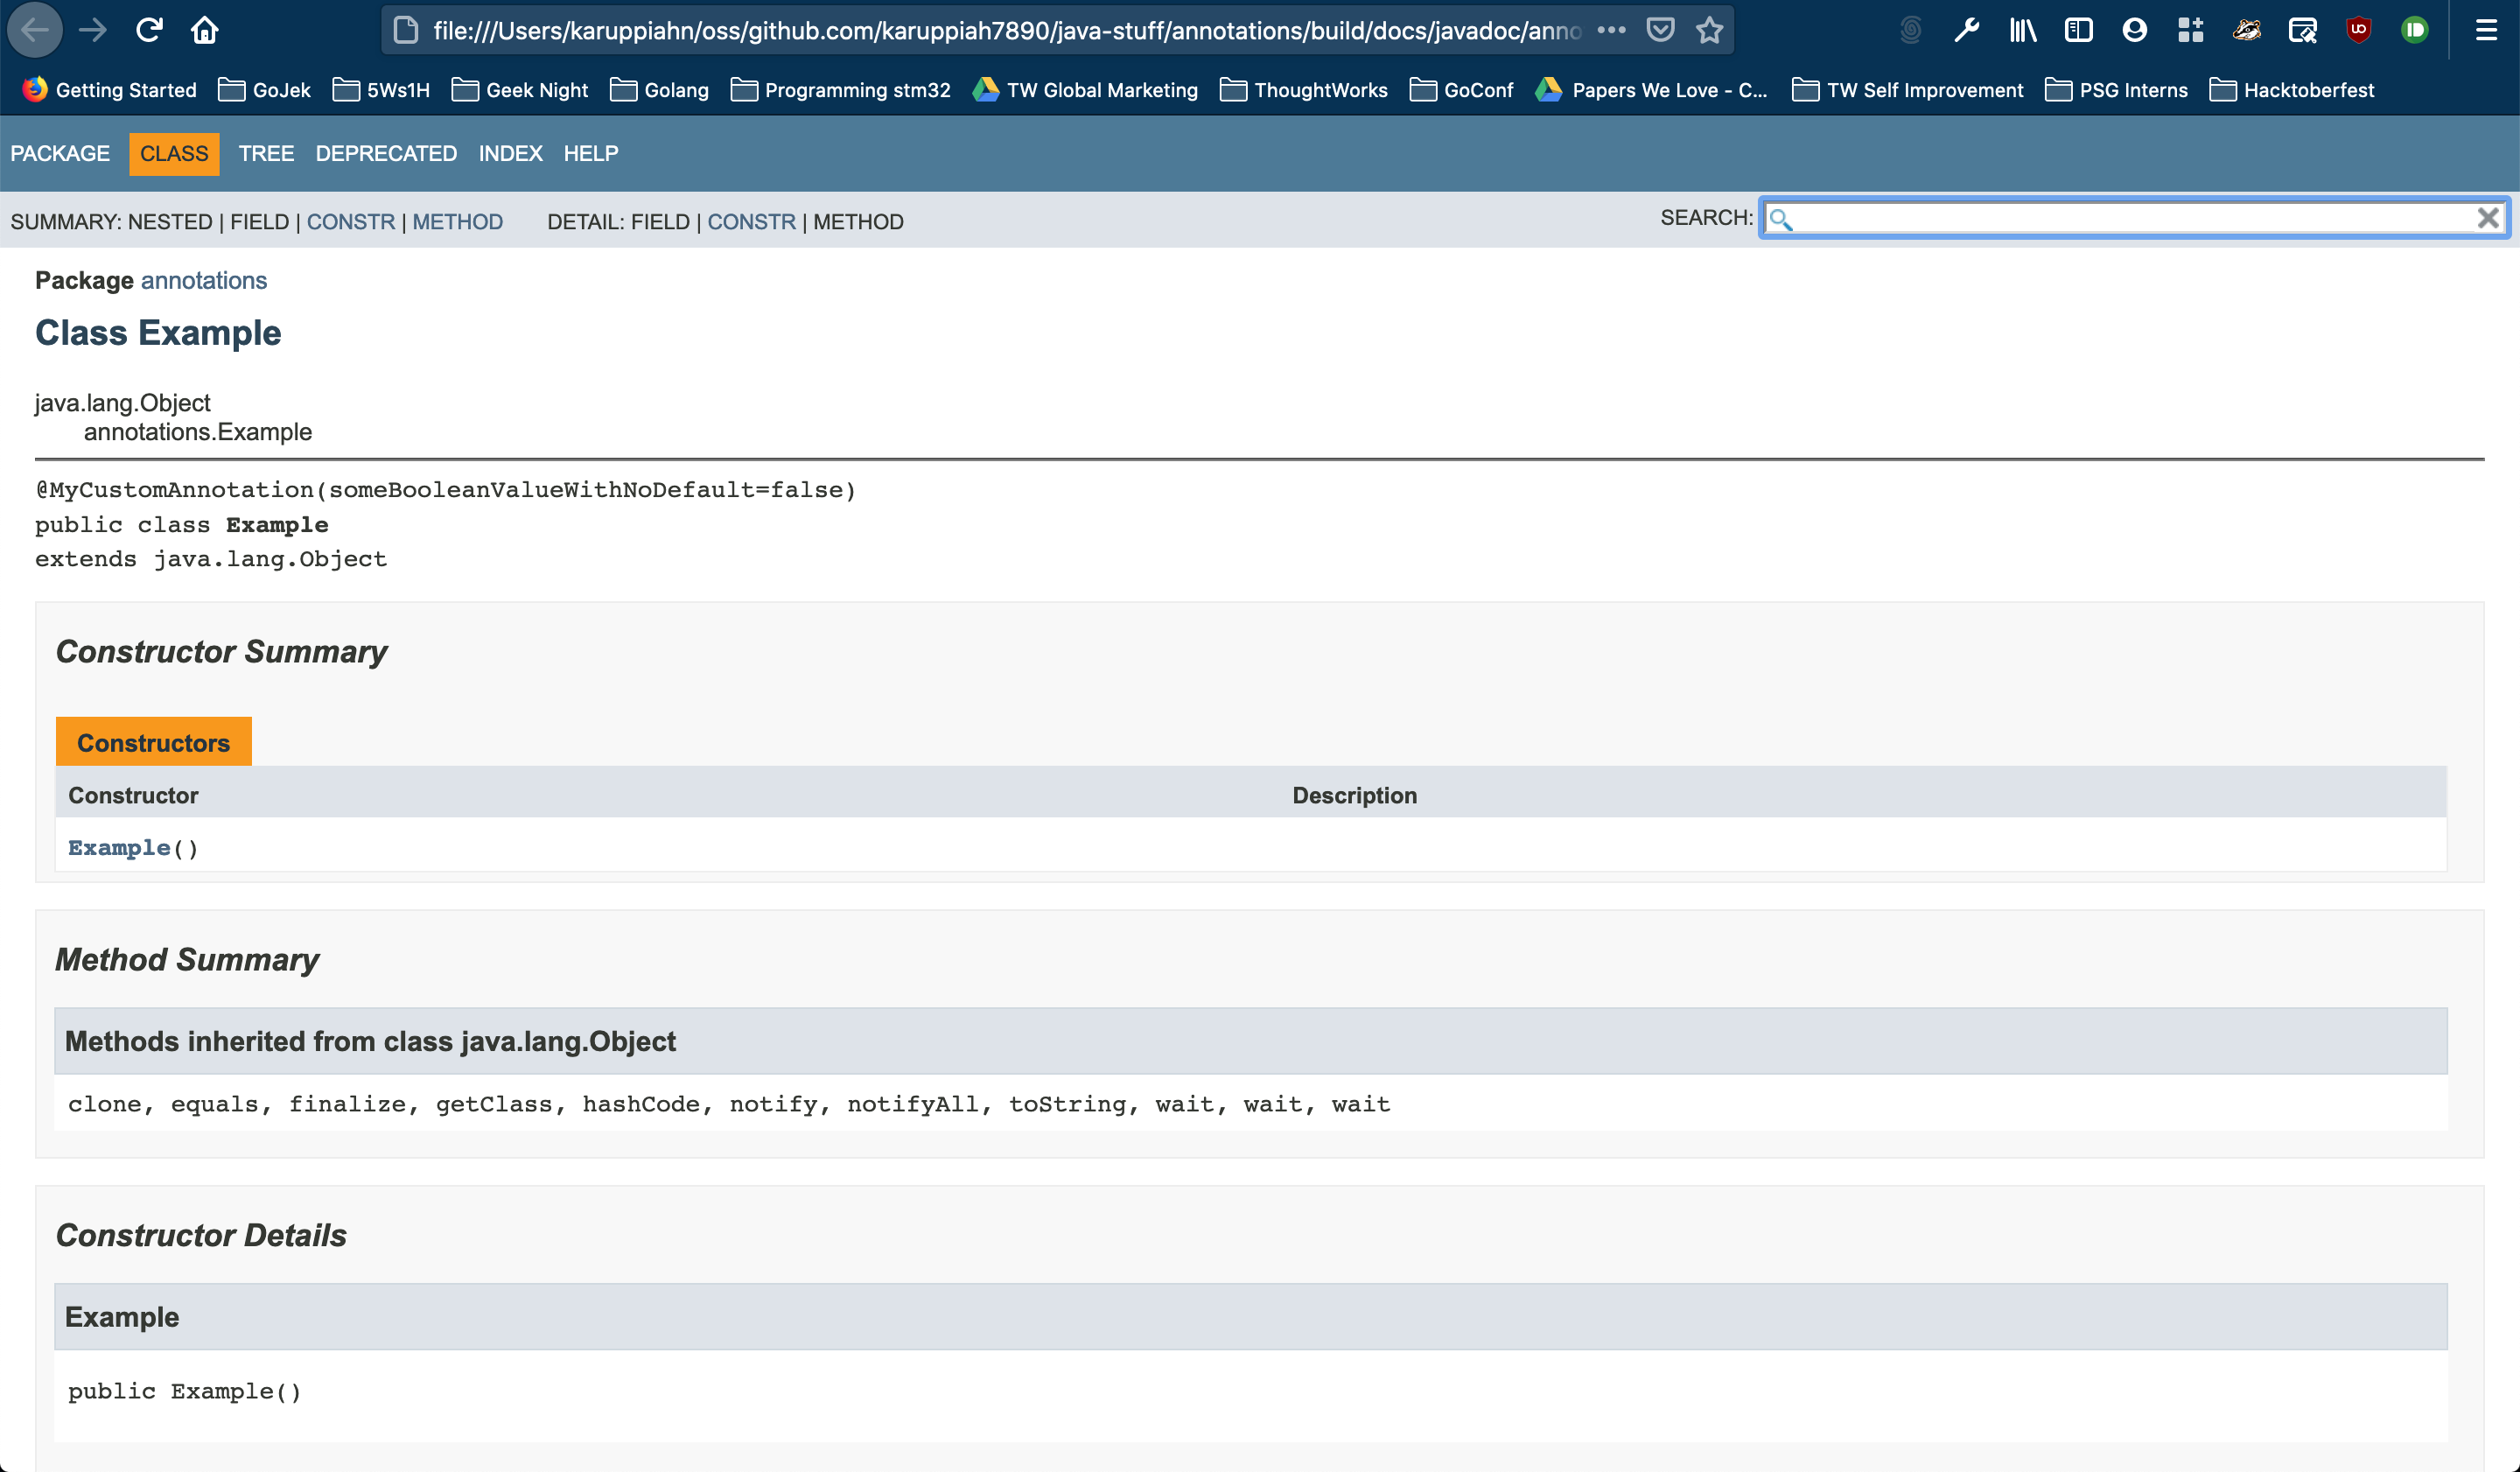 file:///Users/karuppiahn/oss/github.com/karuppiah7890/java-stuff/annotations/build/docs/javadoc/anno
Getting Started GoJek 5Ws1H Geek Night Golang Programming stm32 TW Global Marketing ThoughtWorks GoConf Papers We Love - C... TW Self Improvement PSG Interns Hacktoberfest
PACKAGE CLASS TREE DEPRECATED INDEX HELP
SUMMARY: NESTED | FIELD | CONSTR | METHOD DETAIL: FIELD | CONSTR | METHOD SEARCH:
Package annotations
Class Example
java.lang.Object
annotations.Example
@MyCustomAnnotation(someBooleanValueWithNoDefault=false)
public class Example
extends java.lang.Object
Constructor Summary
Constructors
Constructor Description
Example()
Method Summary
Methods inherited from class java.lang.Object
clone, equals, finalize, getClass, hashCode, notify, notifyAll, toString, wait, wait, wait
Constructor Details
Example
public Example()